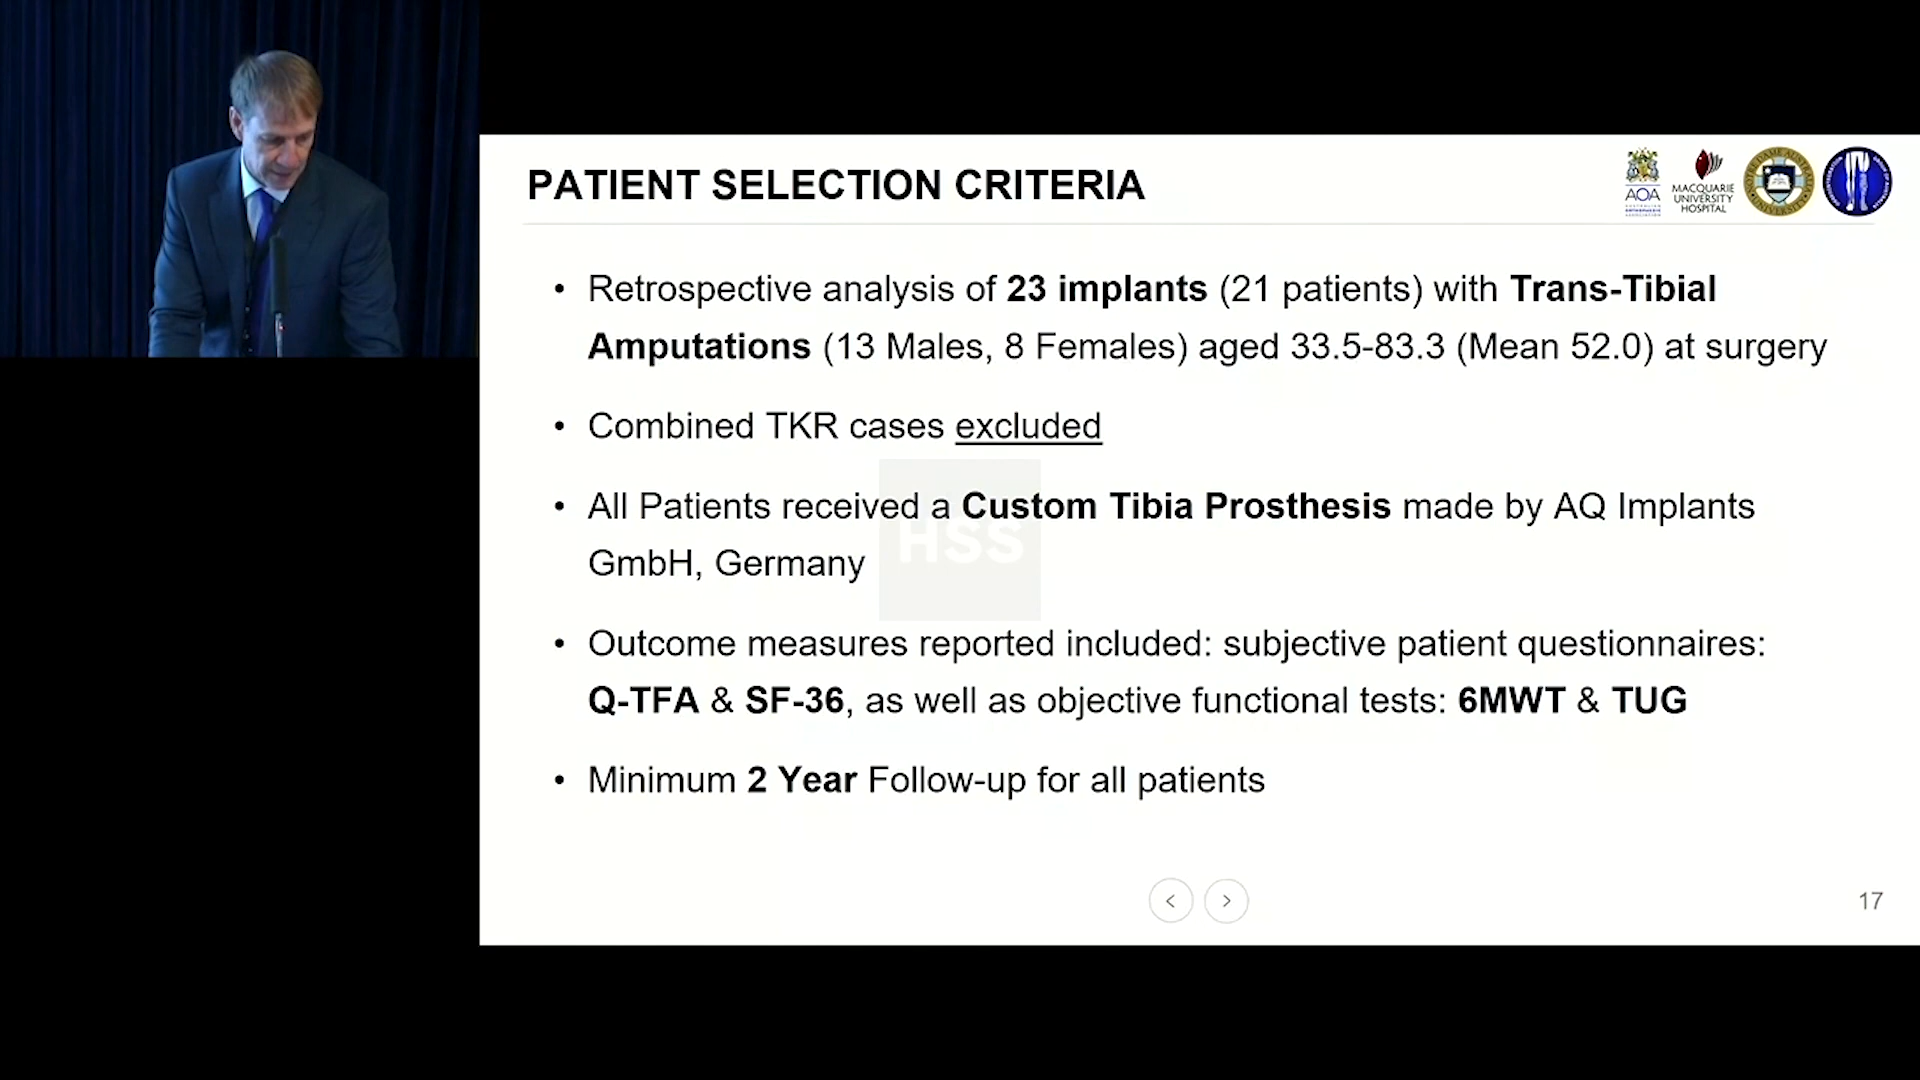 PATIENT SELECTION CRITERIA
AOA
MACQUARIE
UNIVERSITY
HOSPITAL
• Retrospective analysis of 23 implants (21 patients) with Trans-Tibial
Amputations (13 Males, 8 Females) aged 33.5-83.3 (Mean 52.0) at surgery
• Combined TKR cases excluded
• All Patients received a Custom Tibia Prosthesis made by AQ Implants
GmbH, Germany
HSS
• Outcome measures reported included: subjective patient questionnaires:
Q-TFA & SF-36, as well as objective functional tests: 6MWT & TUG
• Minimum 2 Year Follow-up for all patients
< >
17